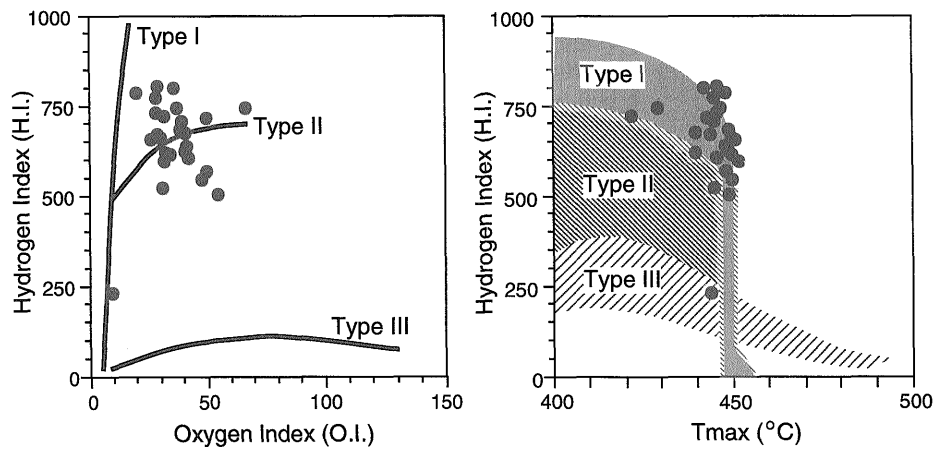 1000
750
500
250
0
Hydrogen Index (H.I.)
Type I
Type II
Type III
0
50
100
150
Oxygen Index (O.I.)
1000
750
500
250
0
Hydrogen Index (H.I.)
Type I
Type II
Type III
400
450
500
Tmax (°C)